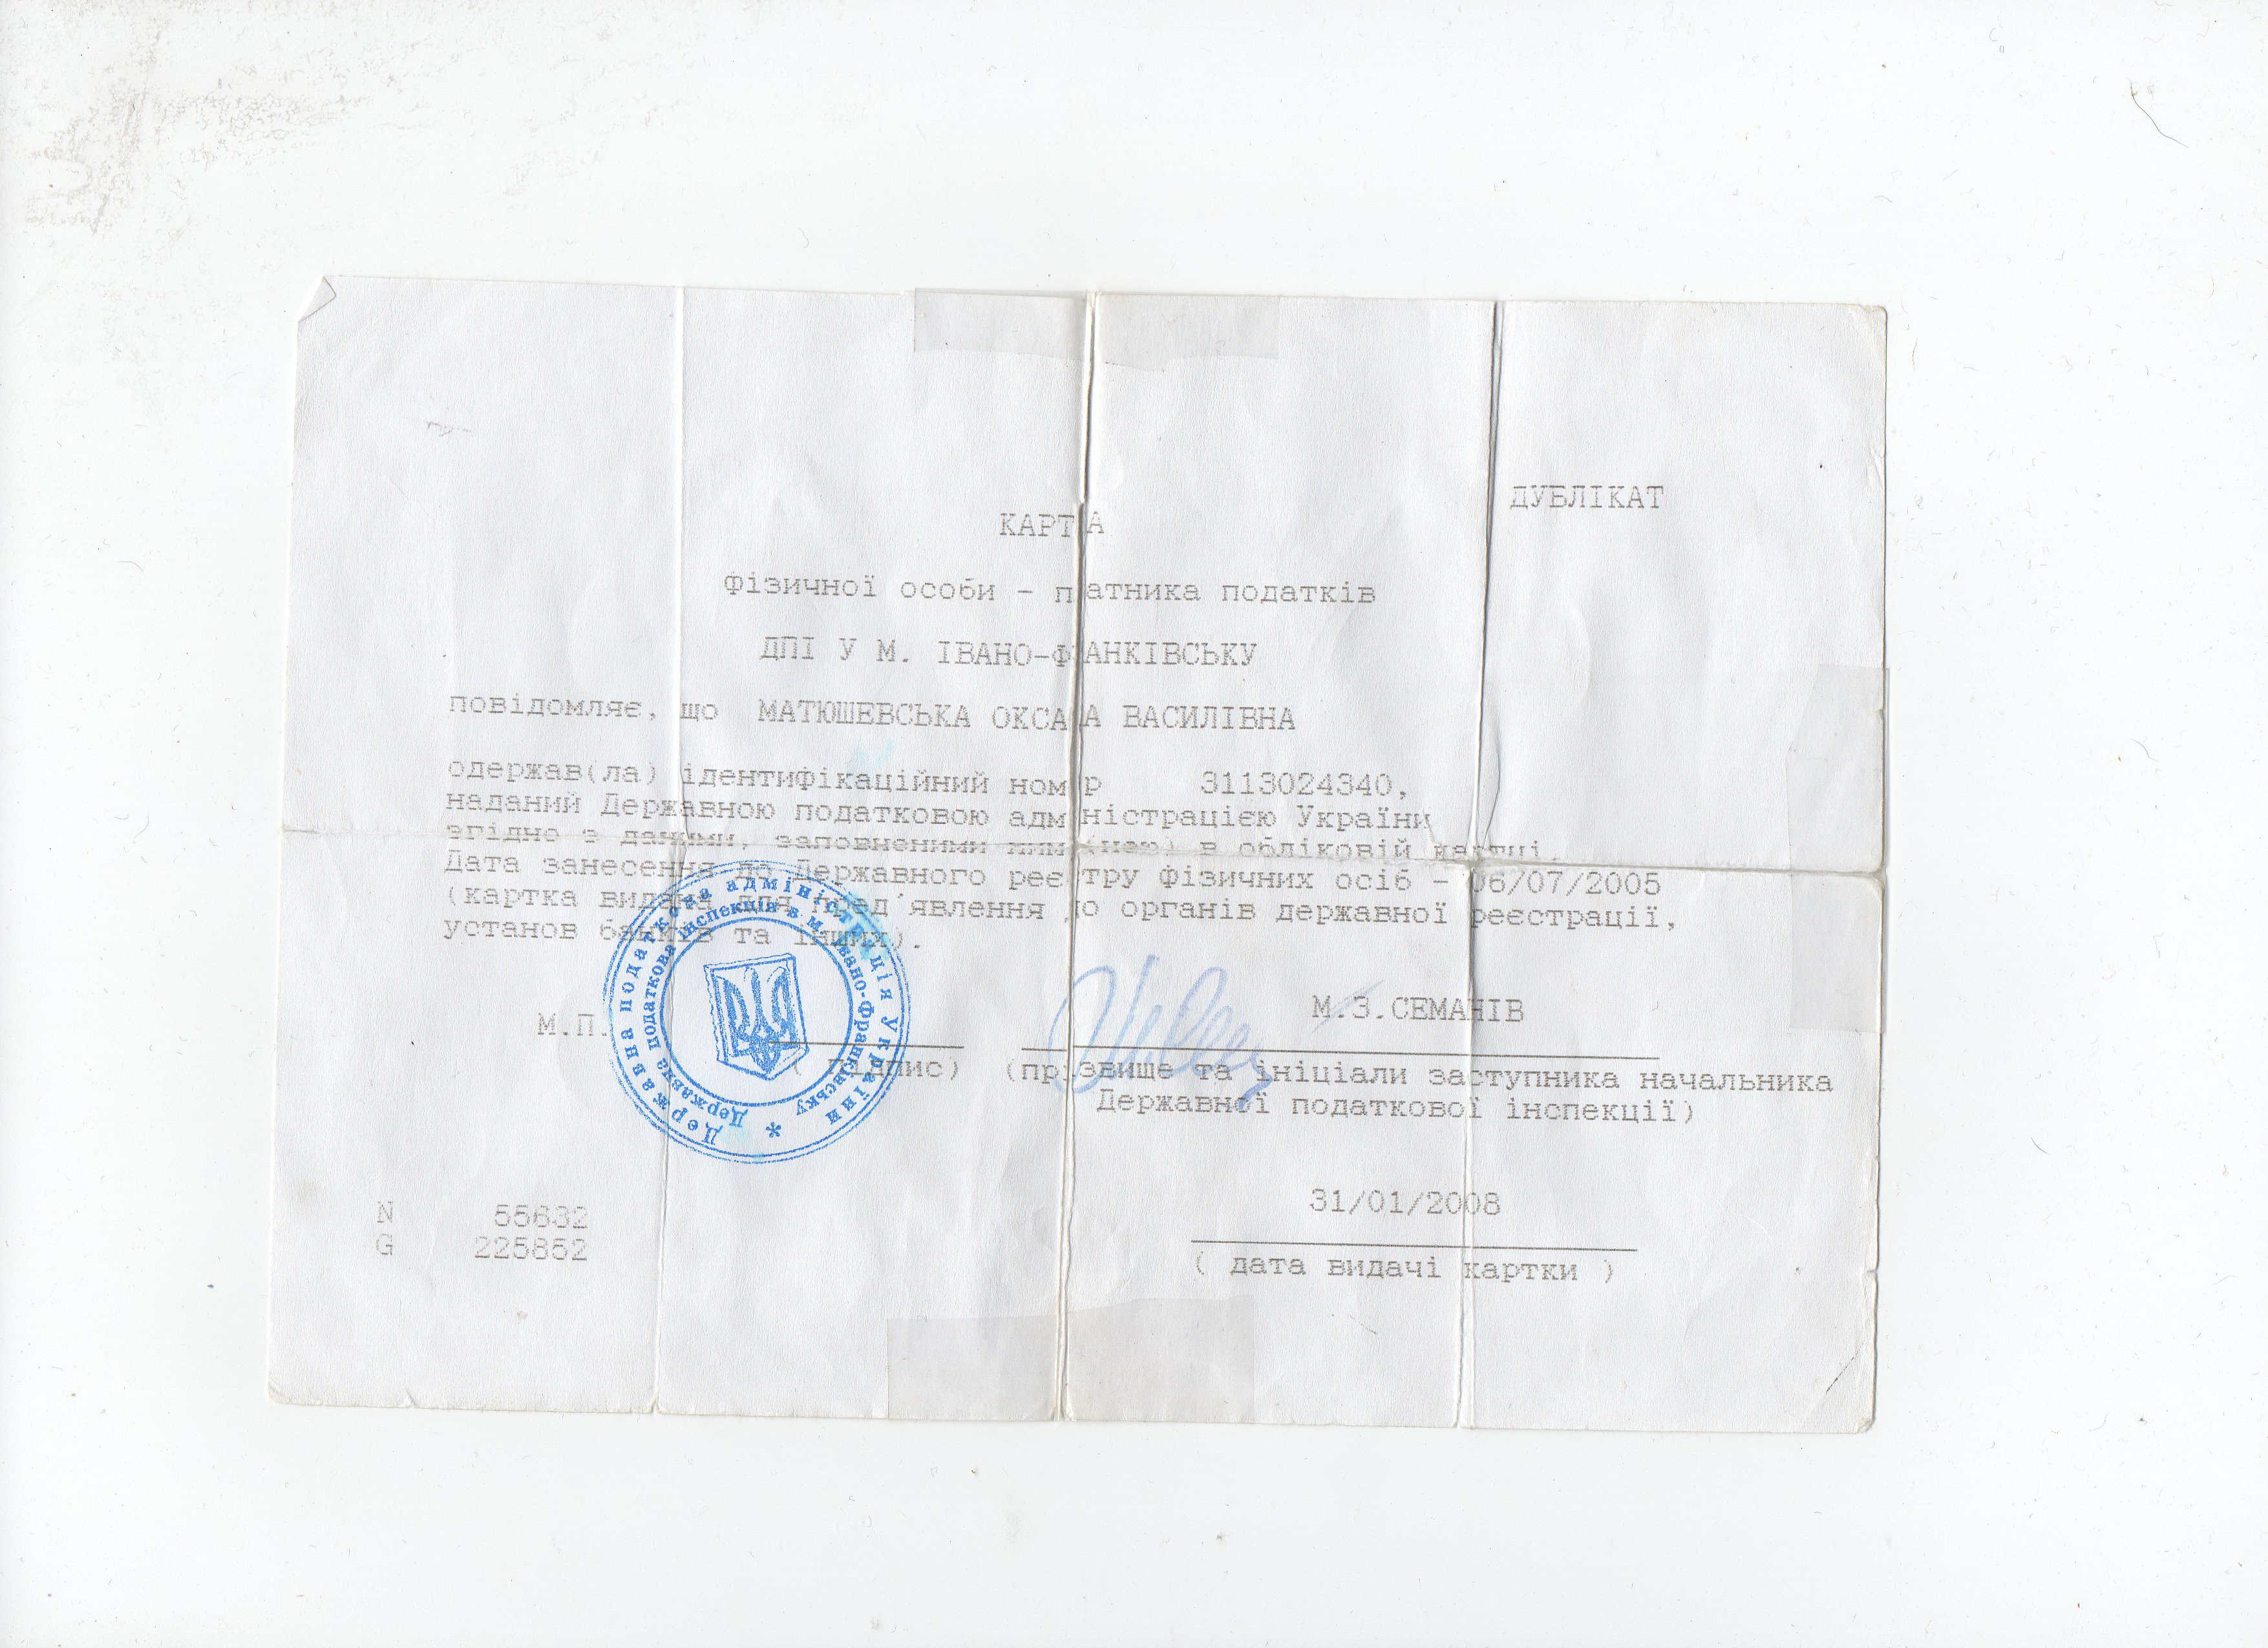 ДУБЛІКАТ
КАРТА
фізичної особи - платника податків
ДПІ У М. ІВАНО-ФРАНКІВСЬКУ
повідомляє, що МАТЮШЕВСЬКА ОКСАНА ВАСИЛІВНА
одержав(ла) ідентифікаційний номер 3113024340,
наданий Державною податковою адміністрацією України
згідно з даними, заповненими ним(нею) в обліковій картці.
Дата занесення до Державного реєстру фізичних осіб - 06/07/2005
(картка видана для пред'явлення до органів державної реєстрації,
установ банків та інших).
Державна податкова адміністрація України *
Державна податкова інспекція в м. Івано-Франківську
М.П.
М.З.СЕМАНІВ
( підпис) (прізвище та ініціали заступника начальника
Державної податкової інспекції)
N 55632
G 225852
31/01/2008
( дата видачі картки )